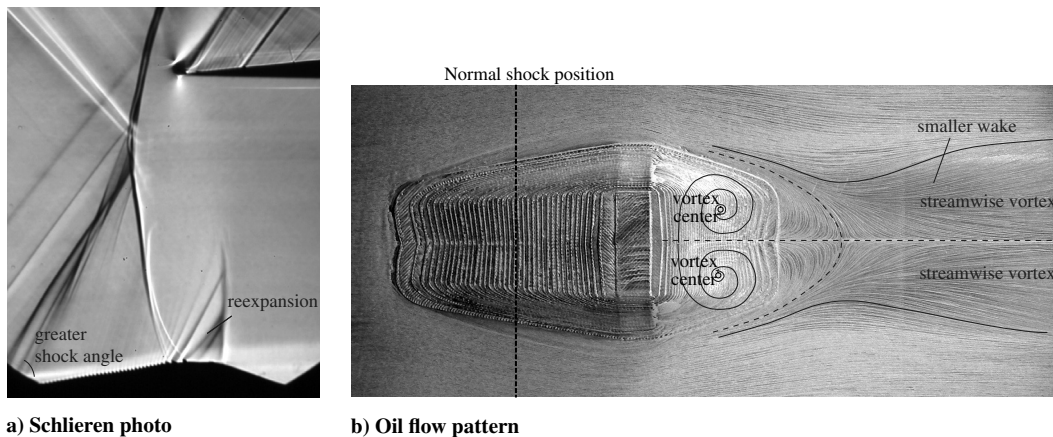 greater
shock angle
reexpansion
a) Schlieren photo
Normal shock position
smaller wake
vortex
center
streamwise vortex
vortex
center
streamwise vortex
b) Oil flow pattern